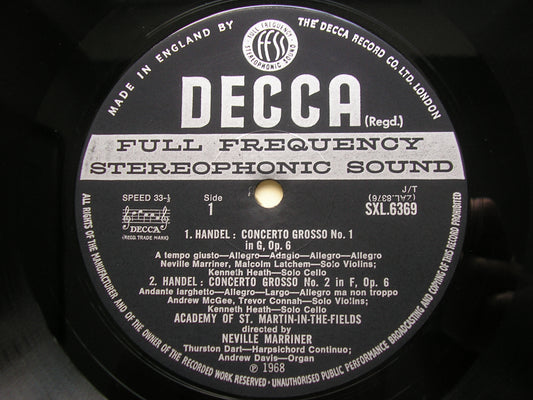 MADE IN ENGLAND BY
THE DECCA RECORD CO., LTD., LONDON
FULL FREQUENCY
ffss
STEREOPHONIC SOUND
DECCA
(Regd.)
FULL FREQUENCY
STEREOPHONIC SOUND
SPEED 33-⅓
Side
1
J/T
(ZAL.8376)
SXL.6369
DECCA
(REGD. TRADE MARK)
1. HANDEL : CONCERTO GROSSO No. 1
in G, Op. 6
A tempo giusto—Allegro—Adagio—Allegro—Allegro
Neville Marriner, Malcolm Latchem—Solo Violins;
Kenneth Heath—Solo Cello
2. HANDEL : CONCERTO GROSSO No. 2 in F, Op. 6
Andante larghetto—Allegro—Largo—Allegro ma non troppo
Andrew McGee, Trevor Connah—Solo Violins;
Kenneth Heath—Solo Cello
ACADEMY OF ST. MARTIN-IN-THE-FIELDS
directed by
NEVILLE MARRINER
Thurston Dart—Harpsichord Continuo;
Andrew Davis—Organ
℗ 1968
ALL RIGHTS OF THE MANUFACTURER AND OF THE OWNER OF THE RECORDED WORK RESERVED · UNAUTHORISED PUBLIC PERFORMANCE BROADCASTING AND COPYING OF THIS RECORD PROHIBITED